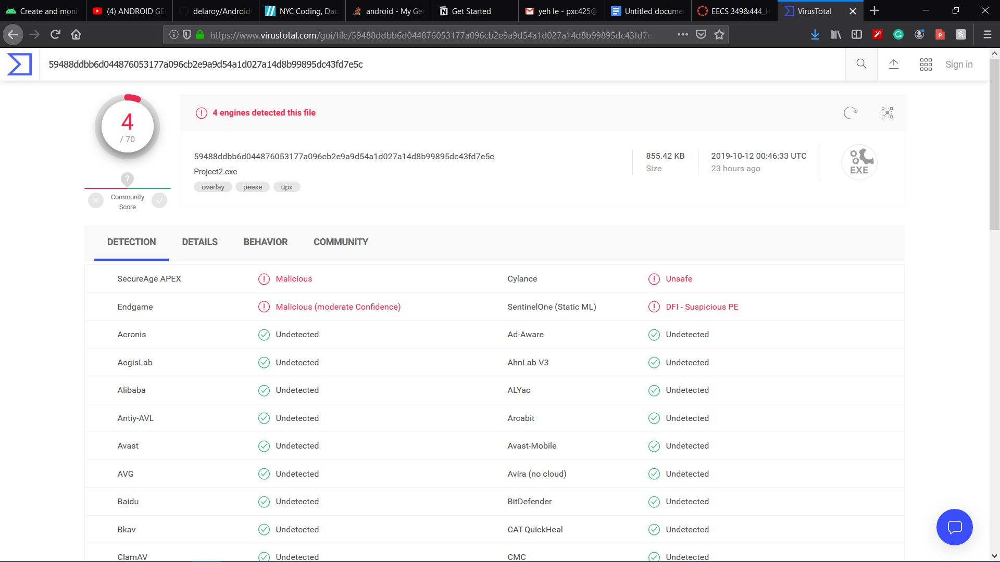 Create and moni
(4) ANDROID GE
delaroy/Android
NYC Coding, Dat
android - My Geo
Get Started
yeh le - pxc425@
Untitled docume
EECS 349&444_H
VirusTotal
https://www.virustotal.com/gui/file/59488ddbb6d044876053177a096cb2e9a9d54a1d027a14d8b99895dc43fd7e
59488ddbb6d044876053177a096cb2e9a9d54a1d027a14d8b99895dc43fd7e5c
Sign in
4
/ 70
4 engines detected this file
59488ddbb6d044876053177a096cb2e9a9d54a1d027a14d8b99895dc43fd7e5c
Project2.exe
overlay peexe upx
855.42 KB
Size
2019-10-12 00:46:33 UTC
23 hours ago
EXE
?
Community
Score
DETECTION DETAILS BEHAVIOR COMMUNITY
SecureAge APEX Malicious Cylance Unsafe
Endgame Malicious (moderate Confidence) SentinelOne (Static ML) DFI - Suspicious PE
Acronis Undetected Ad-Aware Undetected
AegisLab Undetected AhnLab-V3 Undetected
Alibaba Undetected ALYac Undetected
Antiy-AVL Undetected Arcabit Undetected
Avast Undetected Avast-Mobile Undetected
AVG Undetected Avira (no cloud) Undetected
Baidu Undetected BitDefender Undetected
Bkav Undetected CAT-QuickHeal Undetected
ClamAV Undetected CMC Undetected